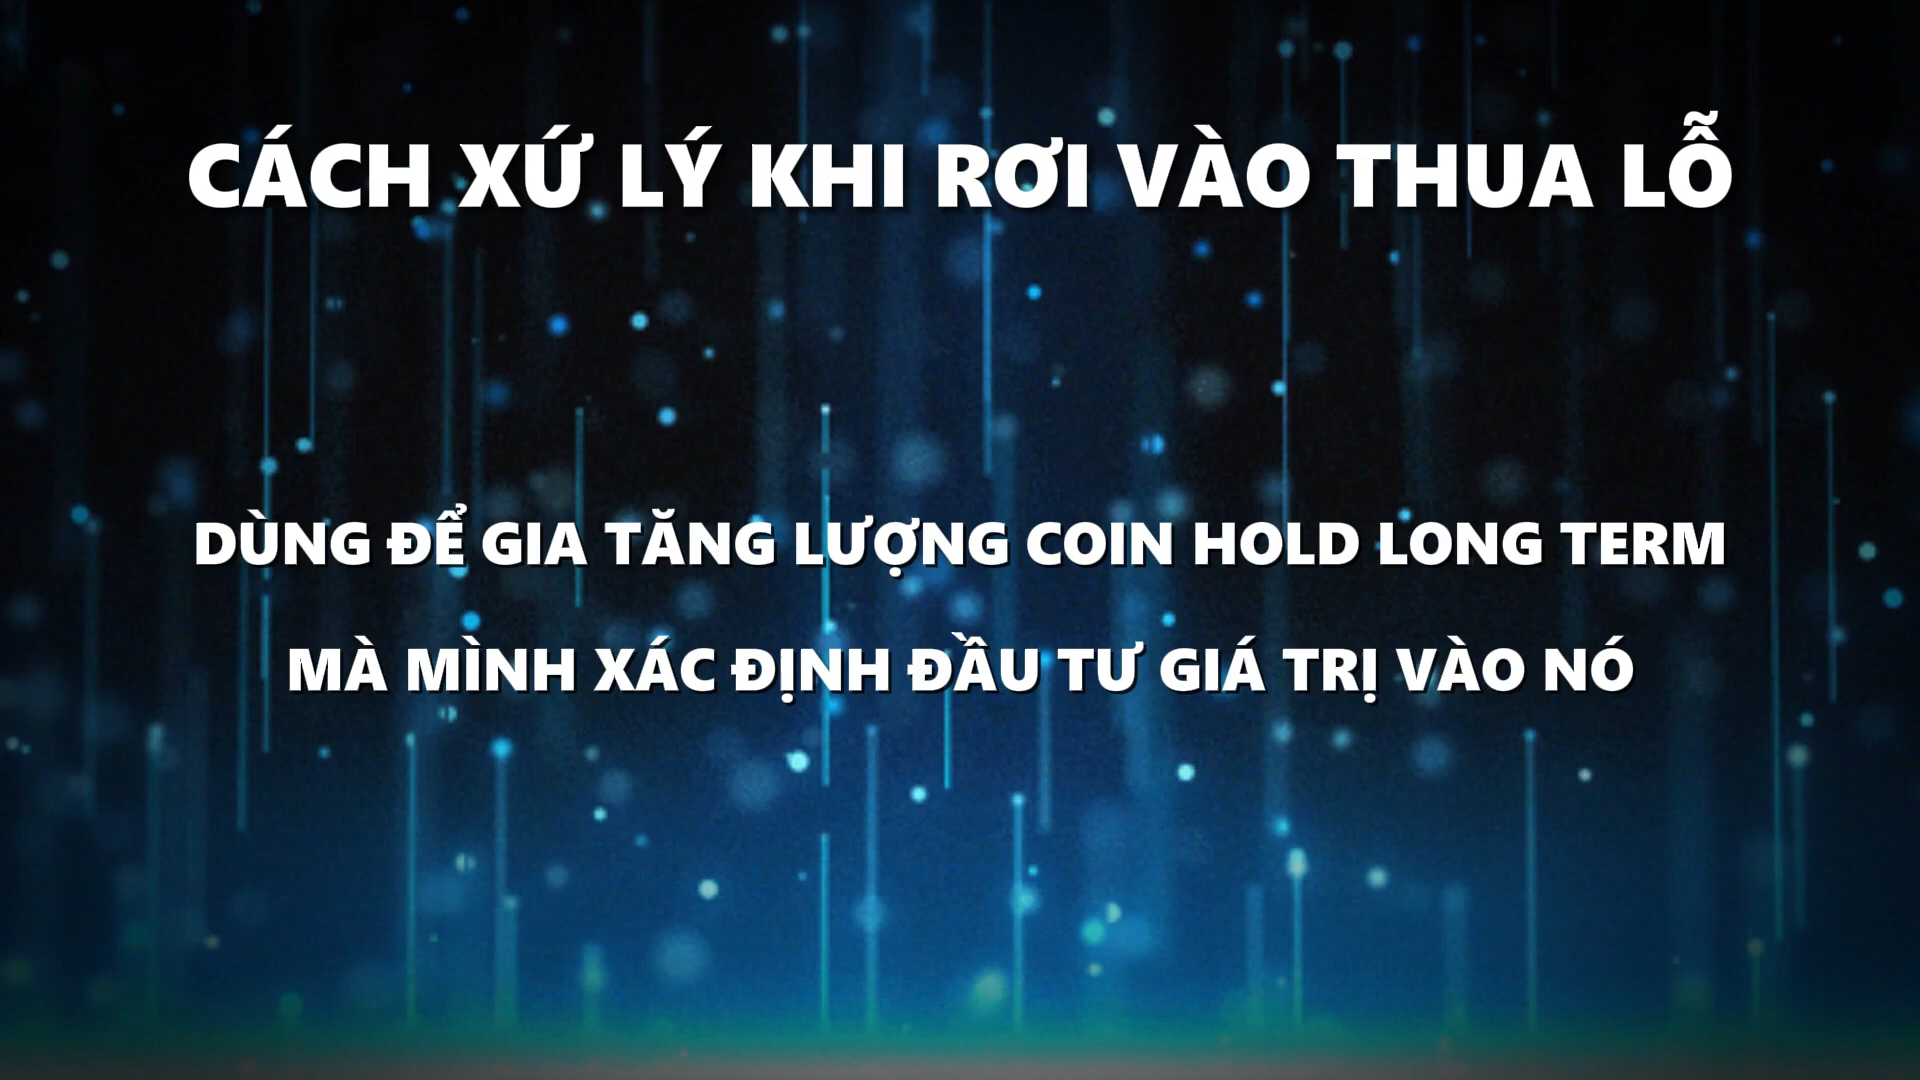 CÁCH XỨ LÝ KHI RƠI VÀO THUA LỖ
DÙNG ĐỂ GIA TĂNG LƯỢNG COIN HOLD LONG TERM
MÀ MÌNH XÁC ĐỊNH ĐẦU TƯ GIÁ TRỊ VÀO NÓ